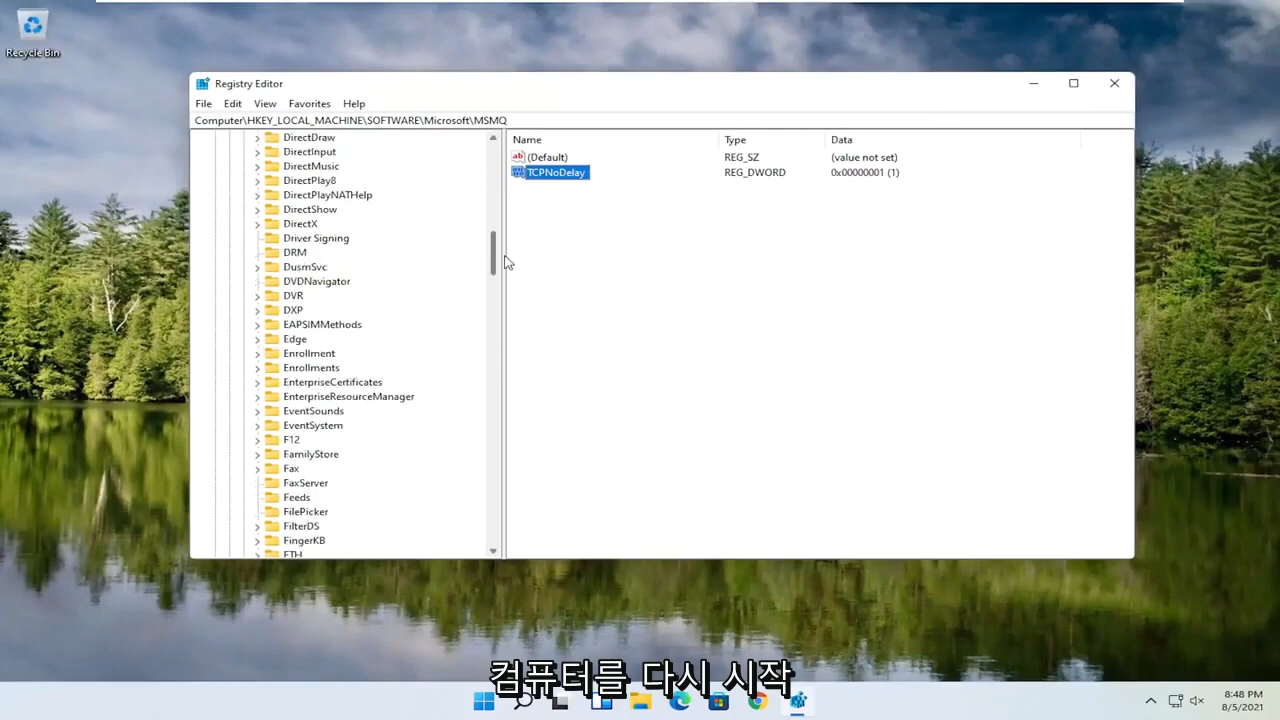 Recycle Bin
Registry Editor
File Edit View Favorites Help
Computer\HKEY_LOCAL_MACHINE\SOFTWARE\Microsoft\MSMQ
DirectDraw
DirectInput
DirectMusic
DirectPlay8
DirectPlayNATHelp
DirectShow
DirectX
Driver Signing
DRM
DusmSvc
DVDNavigator
DVR
DXP
EAPSIMMethods
Edge
Enrollment
Enrollments
EnterpriseCertificates
EnterpriseResourceManager
EventSounds
EventSystem
F12
FamilyStore
Fax
FaxServer
Feeds
FilePicker
FilterDS
FingerKB
FTH
Name Type Data
(Default) REG_SZ (value not set)
TCPNoDelay REG_DWORD 0x00000001 (1)
컴퓨터를 다시 시작
8:48 PM
8/5/2021